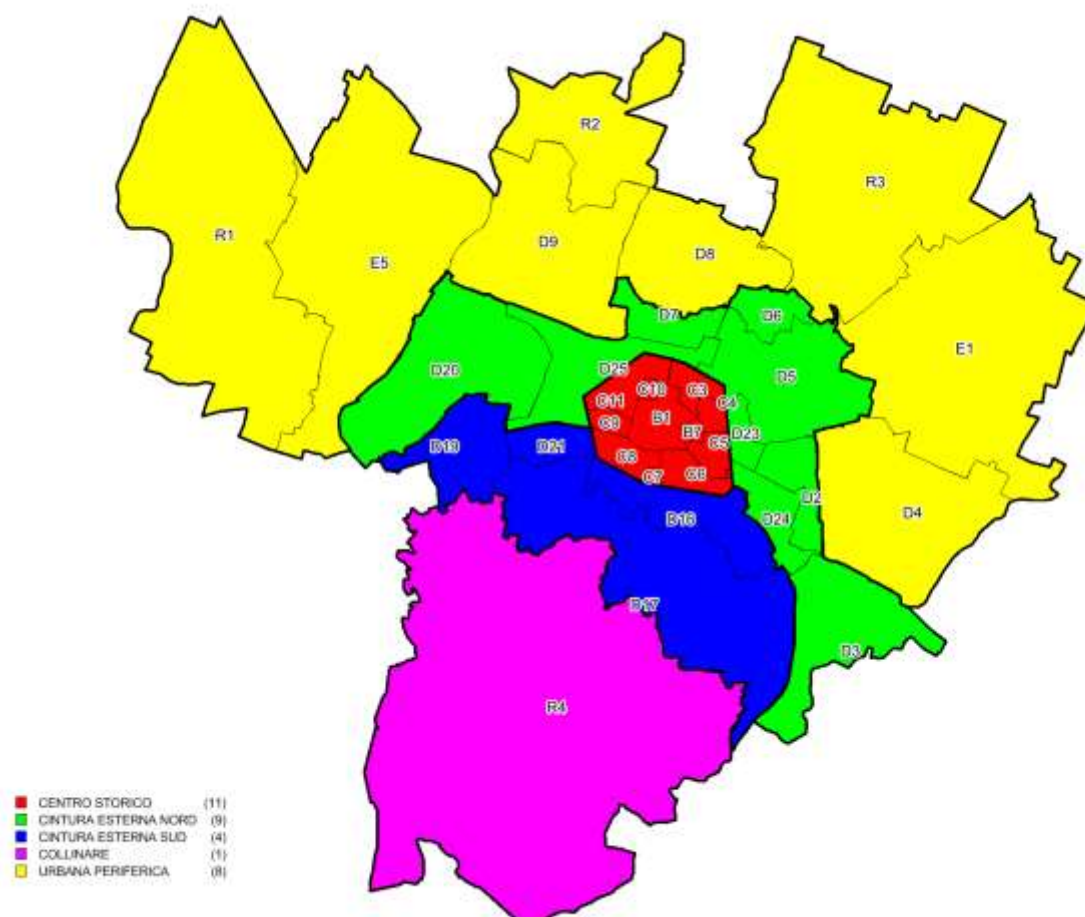 R2
R3
R1
D9
E5
D8
D7
D6
E1
D20
D25
D5
C10
C3
C11
C4
B1
C9
B7
D23
C5
D19
D21
C8
C7
C6
D2
D24
D4
B16
D17
D3
R4
CENTRO STORICO (11)
CINTURA ESTERNA NORD (9)
CINTURA ESTERNA SUD (4)
COLLINARE (1)
URBANA PERIFERICA (8)